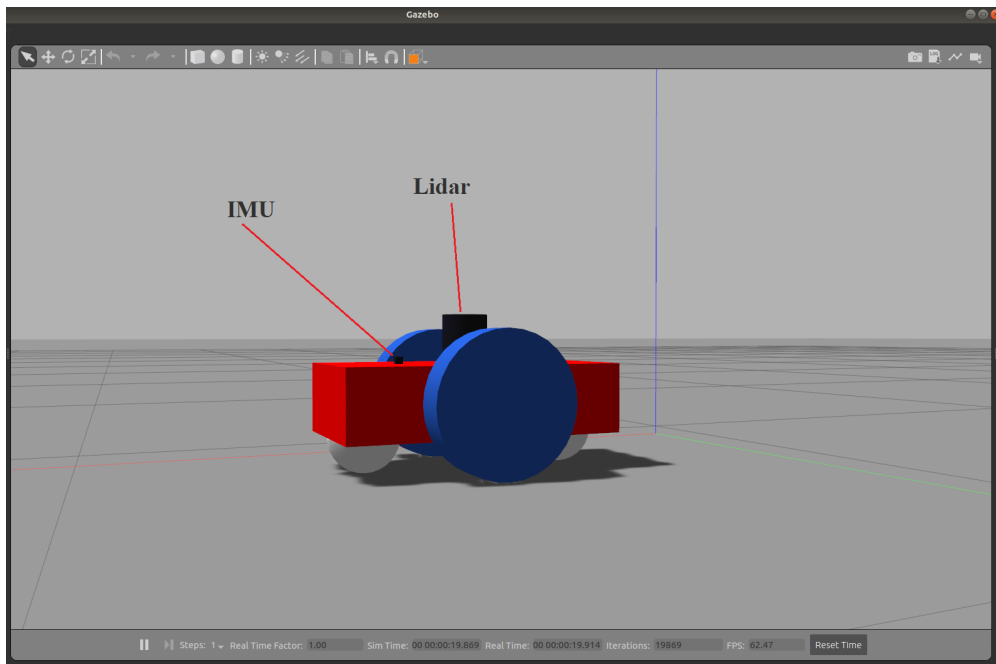 Gazebo
Lidar
IMU
Steps: 1 Real Time Factor: 1.00 Sim Time: 00 00:00:19.869 Real Time: 00 00:00:19.914 Iterations: 19869 FPS: 62.47 Reset Time